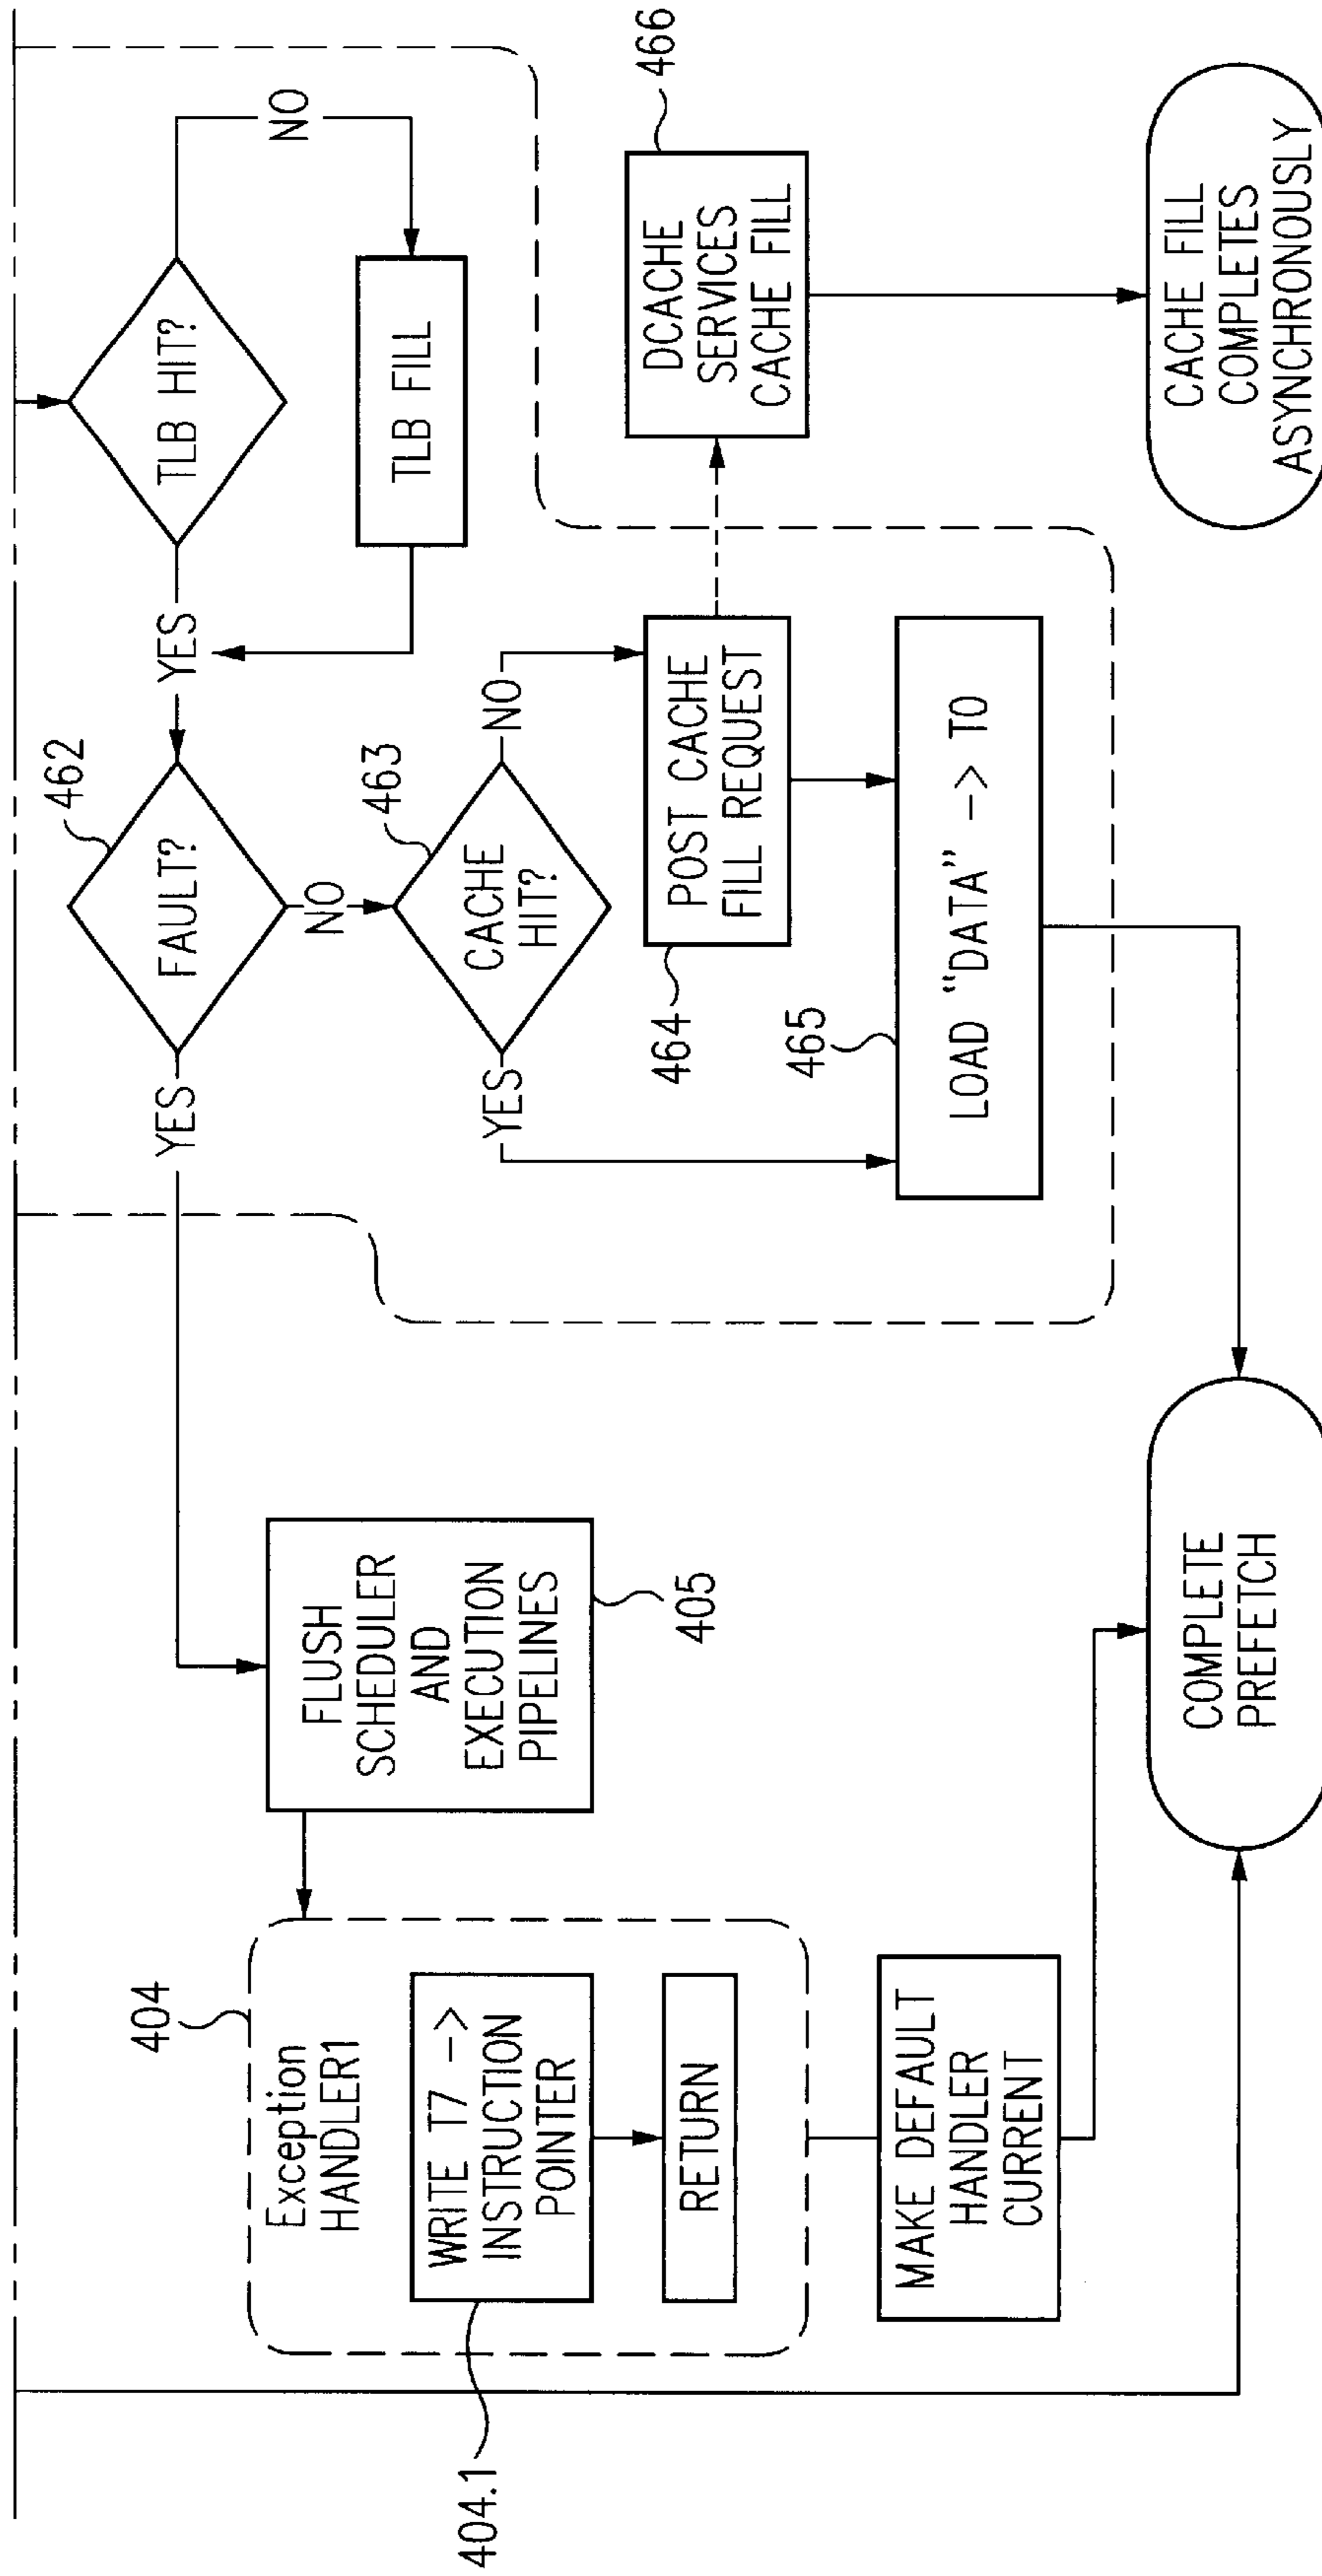 TLB HIT?
NO
YES
TLB FILL
462
FAULT?
YES
NO
463
CACHE
HIT?
YES
NO
464
POST CACHE
FILL REQUEST
466
DCACHE
SERVICES
CACHE FILL
465
LOAD "DATA" -> TO
CACHE FILL
COMPLETES
ASYNCHRONOUSLY
FLUSH
SCHEDULER
AND
EXECUTION
PIPELINES
405
404
Exception
HANDLER1
WRITE T7 ->
INSTRUCTION
POINTER
404.1
RETURN
MAKE DEFAULT
HANDLER
CURRENT
COMPLETE
PREFETCH